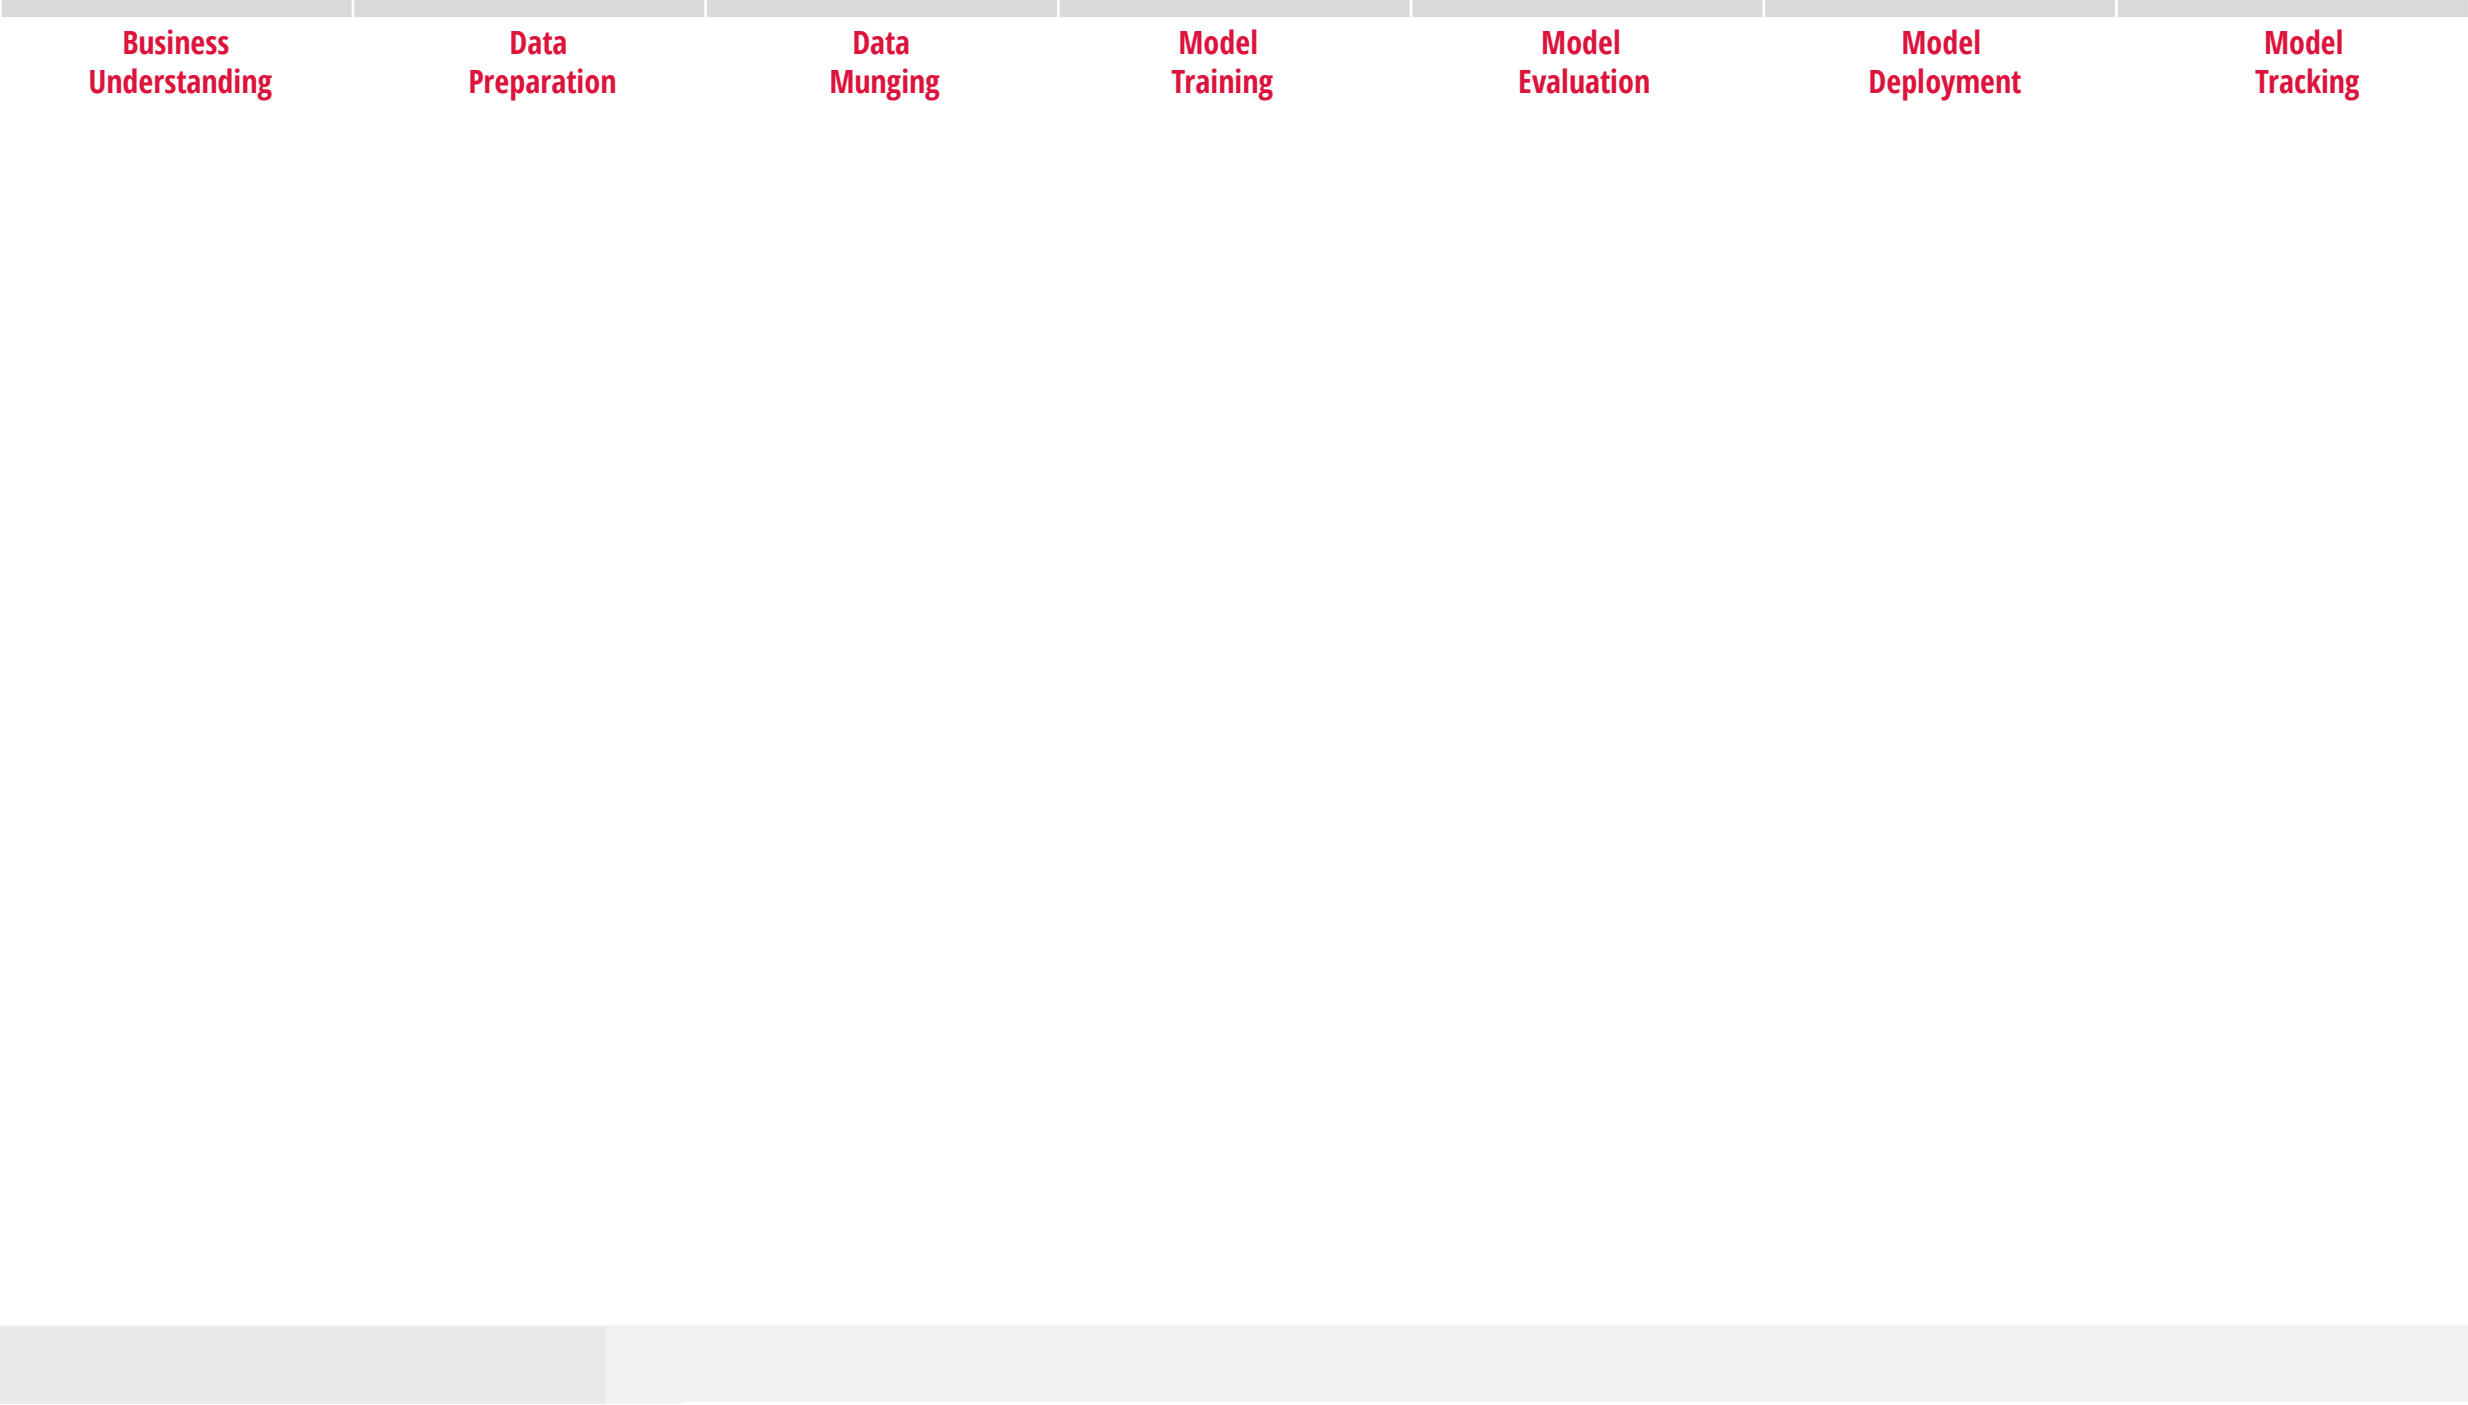 Business
Understanding
Data
Preparation
Data
Munging
Model
Training
Model
Evaluation
Model
Deployment
Model
Tracking